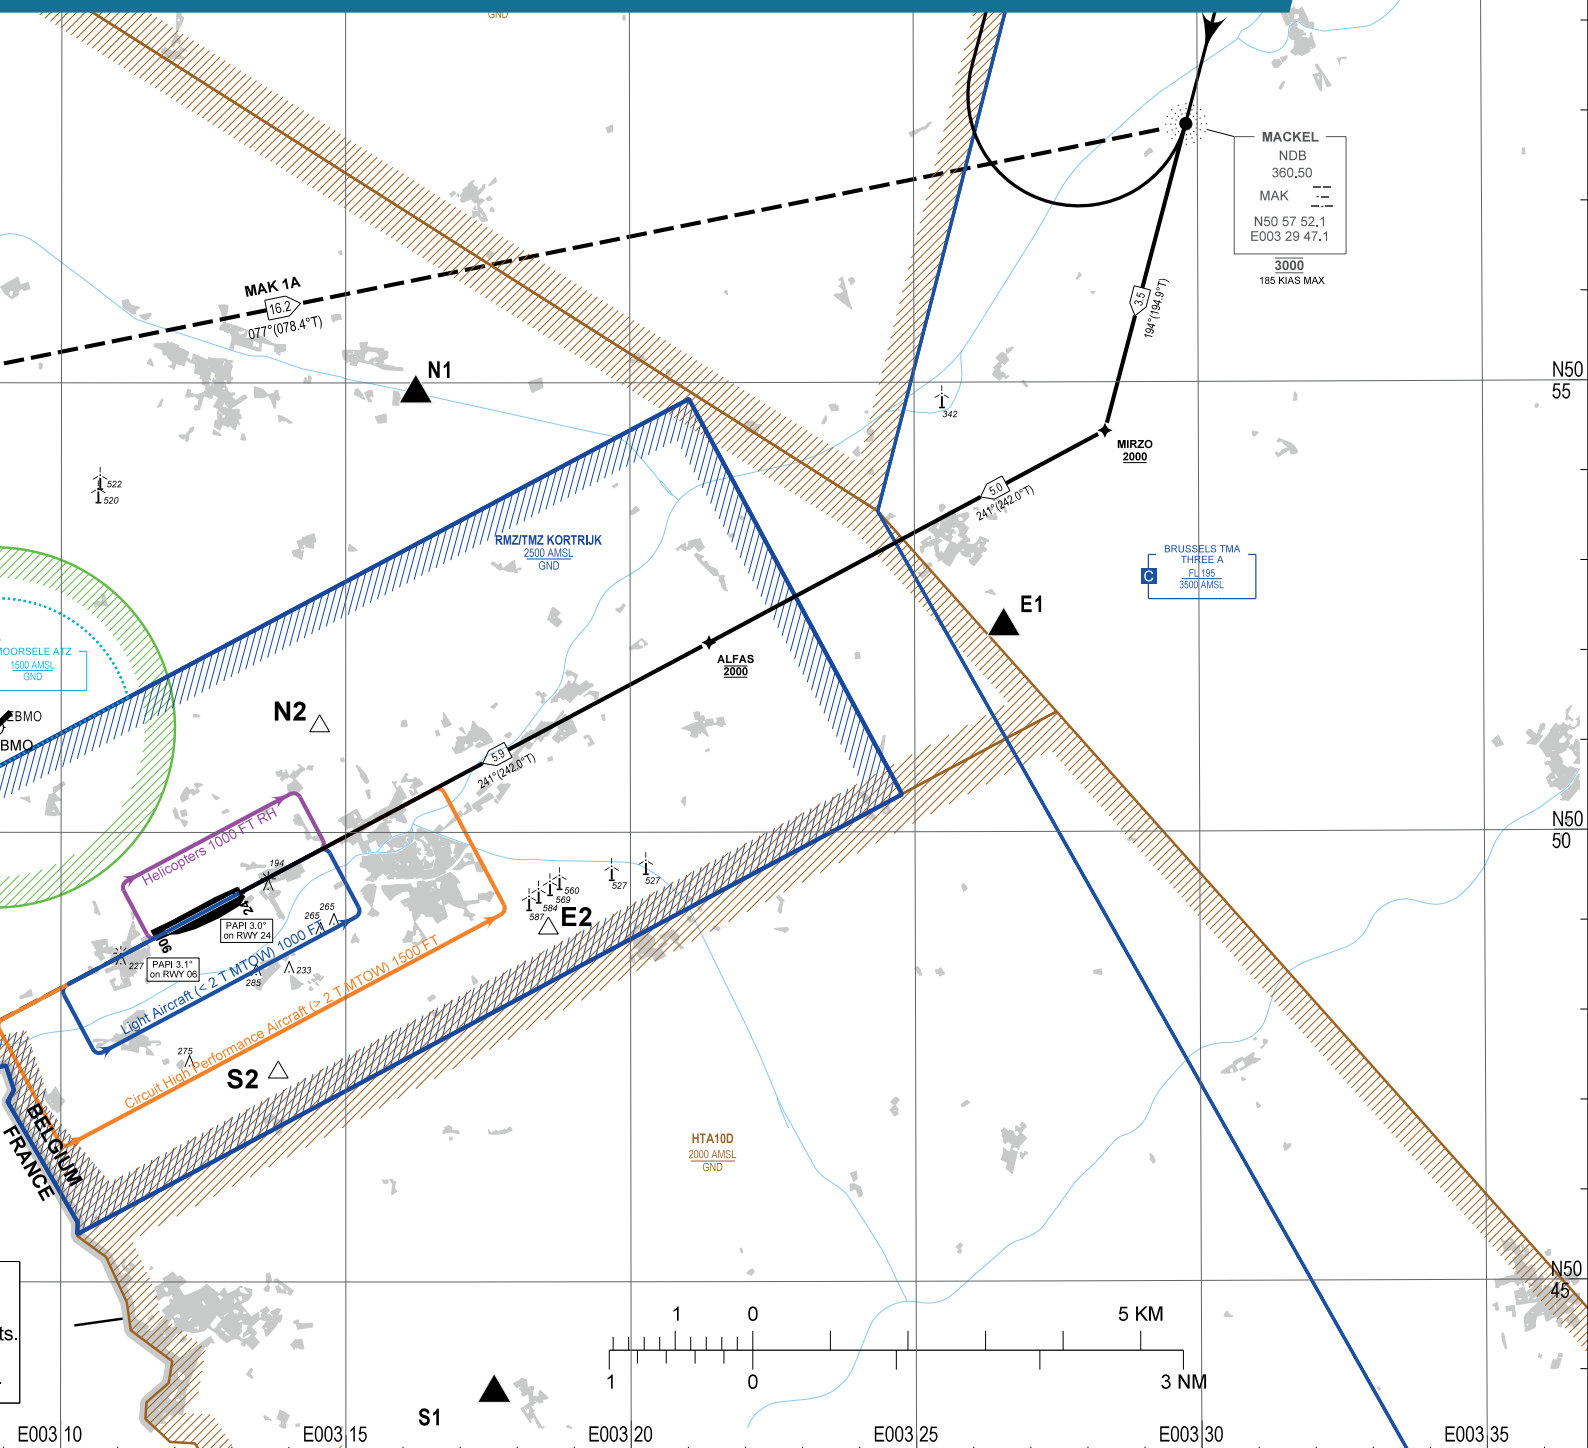 GND
MACKEL
NDB
360.50
MAK
N50 57 52.1
E003 29 47.1
3000
185 KIAS MAX
MAK 1A
16.2
077°(078.4°T)
3.5
194°(194.9°T)
N1
N50
55
342
MIRZO
2000
522
520
5.0
241°(242.0°T)
RMZ/TMZ KORTRIJK
2500 AMSL
GND
BRUSSELS TMA
THREE A
C
FL 195
3500 AMSL
E1
OORSELE ATZ
1500 AMSL
GND
ALFAS
2000
N2
EBMO
BMO
5.9
241°(242.0°T)
Helicopters 1000 FT RH
N50
50
194
527
527
560
569
584
587
E2
24
265
265
PAPI 3.0°
on RWY 24
06
227
PAPI 3.1°
on RWY 06
233
285
Light Aircraft (< 2 T MTOW) 1000 FT
275
Circuit High Performance Aircraft (> 2 T MTOW) 1500 FT
S2
BELGIUM
FRANCE
HTA10D
2000 AMSL
GND
N50
45
1 0 5 KM
ts.
1 0 3 NM
S1
E003 10 E003 15 E003 20 E003 25 E003 30 E003 35